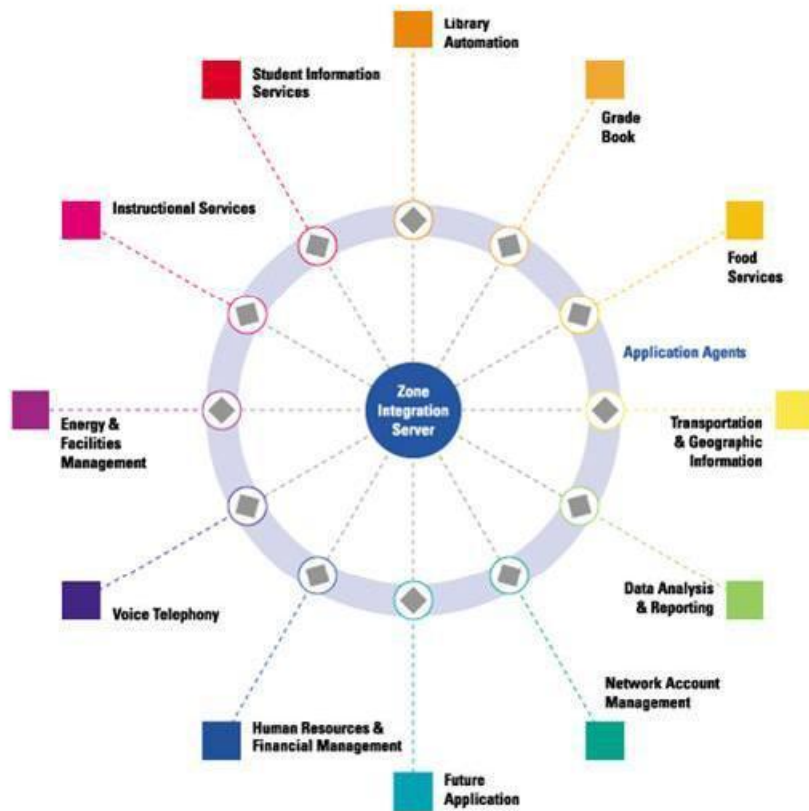 Library
Automation
Student Information
Services
Grade
Book
Instructional Services
Food
Services
Application Agents
Zone
Integration
Server
Energy &
Facilities
Management
Transportation
& Geographic
Information
Voice Telephony
Data Analysis
& Reporting
Network Account
Management
Human Resources &
Financial Management
Future
Application